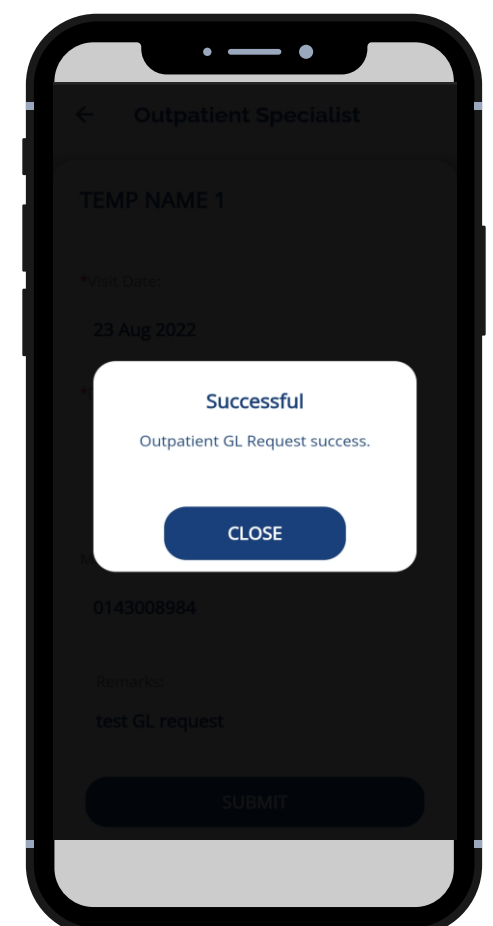 Outpatient Specialist
TEMP NAME 1
*Visit Date:
23 Aug 2022
Successful
Outpatient GL Request success.
CLOSE
0143008984
Remarks:
test GL request
SUBMIT